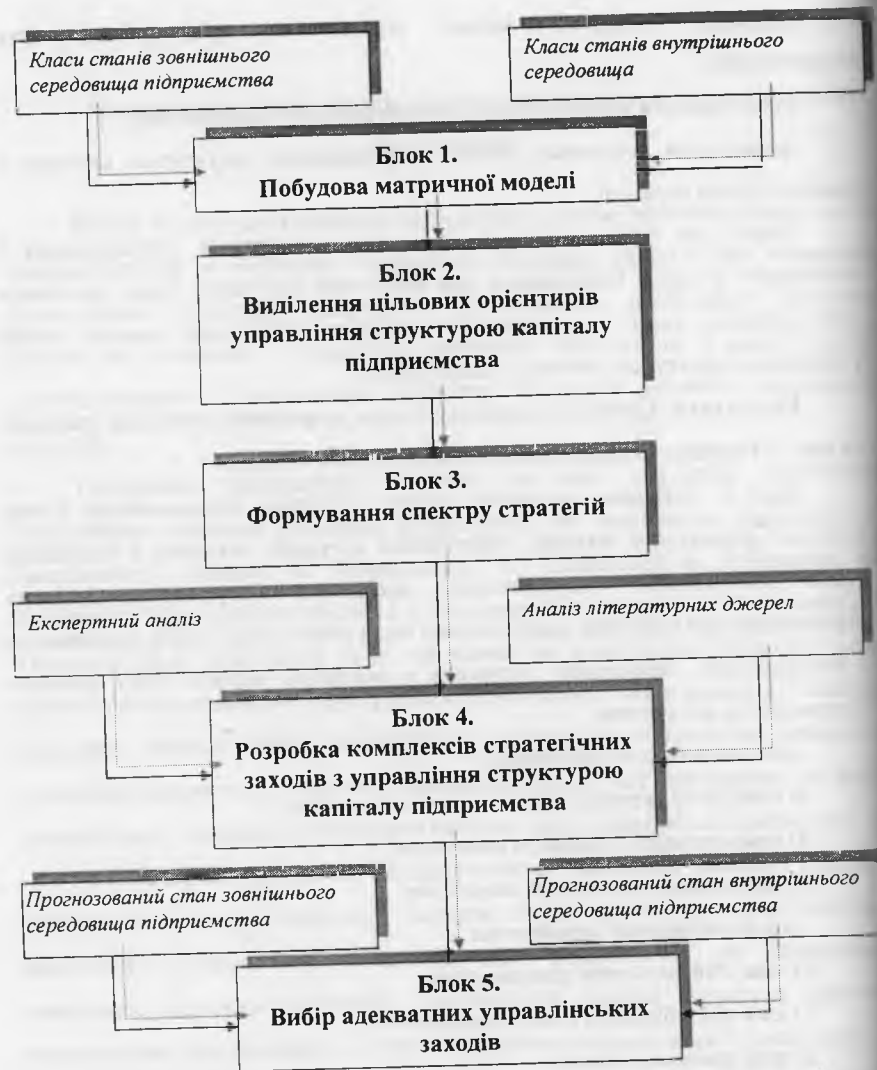 Класи станів зовнішнього
середовища підприємства
Класи станів внутрішнього
середовища
Блок 1.
Побудова матричної моделі
Блок 2.
Виділення цільових орієнтирів
управління структурою капіталу
підприємства
Блок 3.
Формування спектру стратегій
Експертний аналіз
Аналіз літературних джерел
Блок 4.
Розробка комплексів стратегічних
заходів з управління структурою
капіталу підприємства
Прогнозований стан зовнішнього
середовища підприємства
Прогнозований стан внутрішнього
середовища підприємства
Блок 5.
Вибір адекватних управлінських
заходів